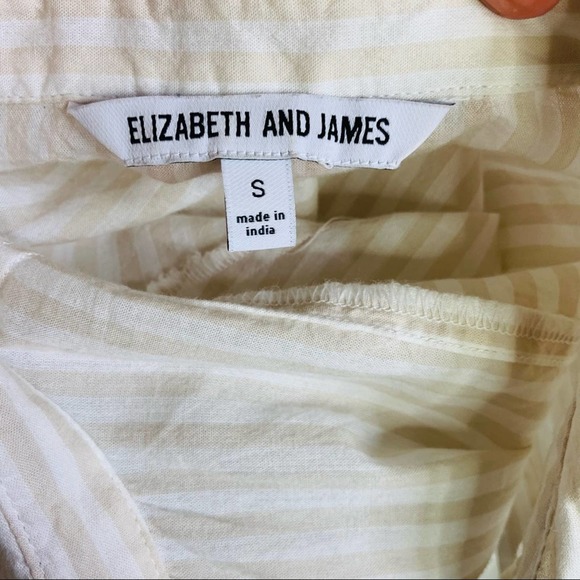 ELIZABETH AND JAMES
S
made in
india